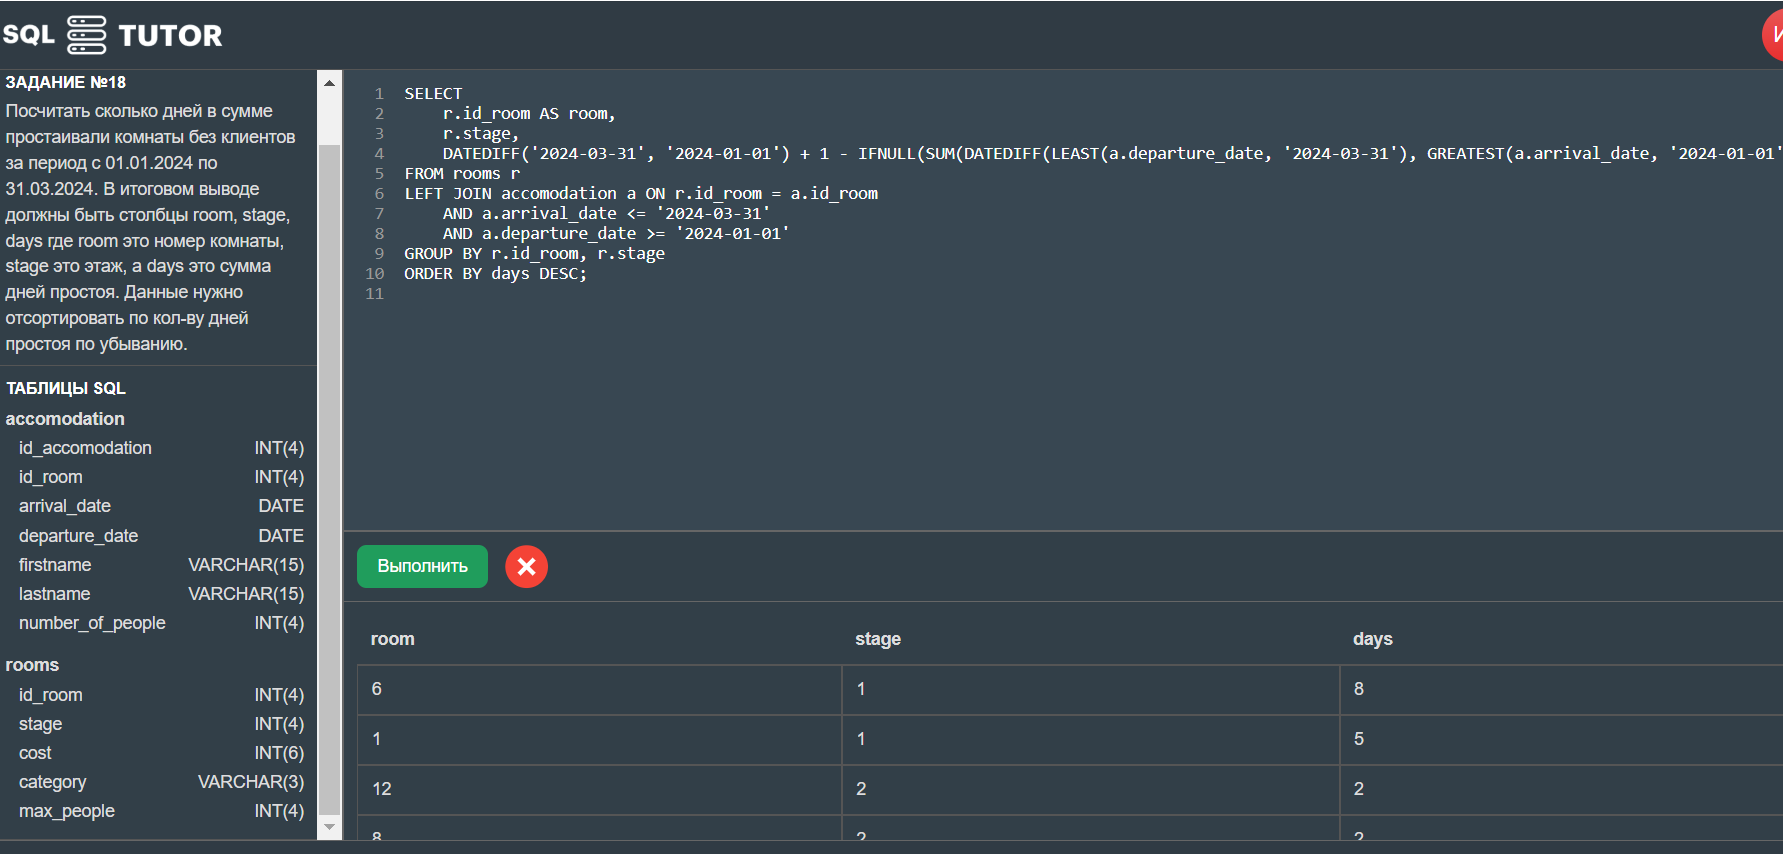 SQL TUTOR
ЗАДАНИЕ №18
Посчитать сколько дней в сумме
простаивали комнаты без клиентов
за период с 01.01.2024 по
31.03.2024. В итоговом выводе
должны быть столбцы room, stage,
days где room это номер комнаты,
stage это этаж, а days это сумма
дней простоя. Данные нужно
отсортировать по кол-ву дней
простоя по убыванию.
ТАБЛИЦЫ SQL
accomodation
id_accomodation INT(4)
id_room INT(4)
arrival_date DATE
departure_date DATE
firstname VARCHAR(15)
lastname VARCHAR(15)
number_of_people INT(4)
rooms
id_room INT(4)
stage INT(4)
cost INT(6)
category VARCHAR(3)
max_people INT(4)
1 SELECT
2 r.id_room AS room,
3 r.stage,
4 DATEDIFF('2024-03-31', '2024-01-01') + 1 - IFNULL(SUM(DATEDIFF(LEAST(a.departure_date, '2024-03-31'), GREATEST(a.arrival_date, '2024-01-01'
5 FROM rooms r
6 LEFT JOIN accomodation a ON r.id_room = a.id_room
7 AND a.arrival_date <= '2024-03-31'
8 AND a.departure_date >= '2024-01-01'
9 GROUP BY r.id_room, r.stage
10 ORDER BY days DESC;
11
Выполнить
room stage days
6 1 8
1 1 5
12 2 2
8 2 2